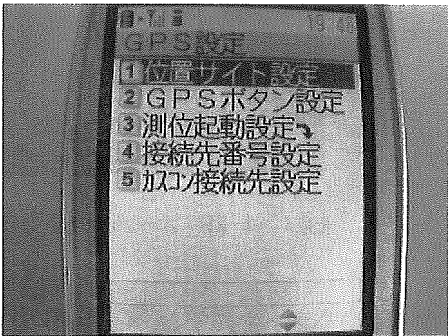 GPS設定
1 位置サイト設定
2 GPSボタン設定
3 測位起動設定
4 接続先番号設定
5 ｶｽｺﾝ接続先設定